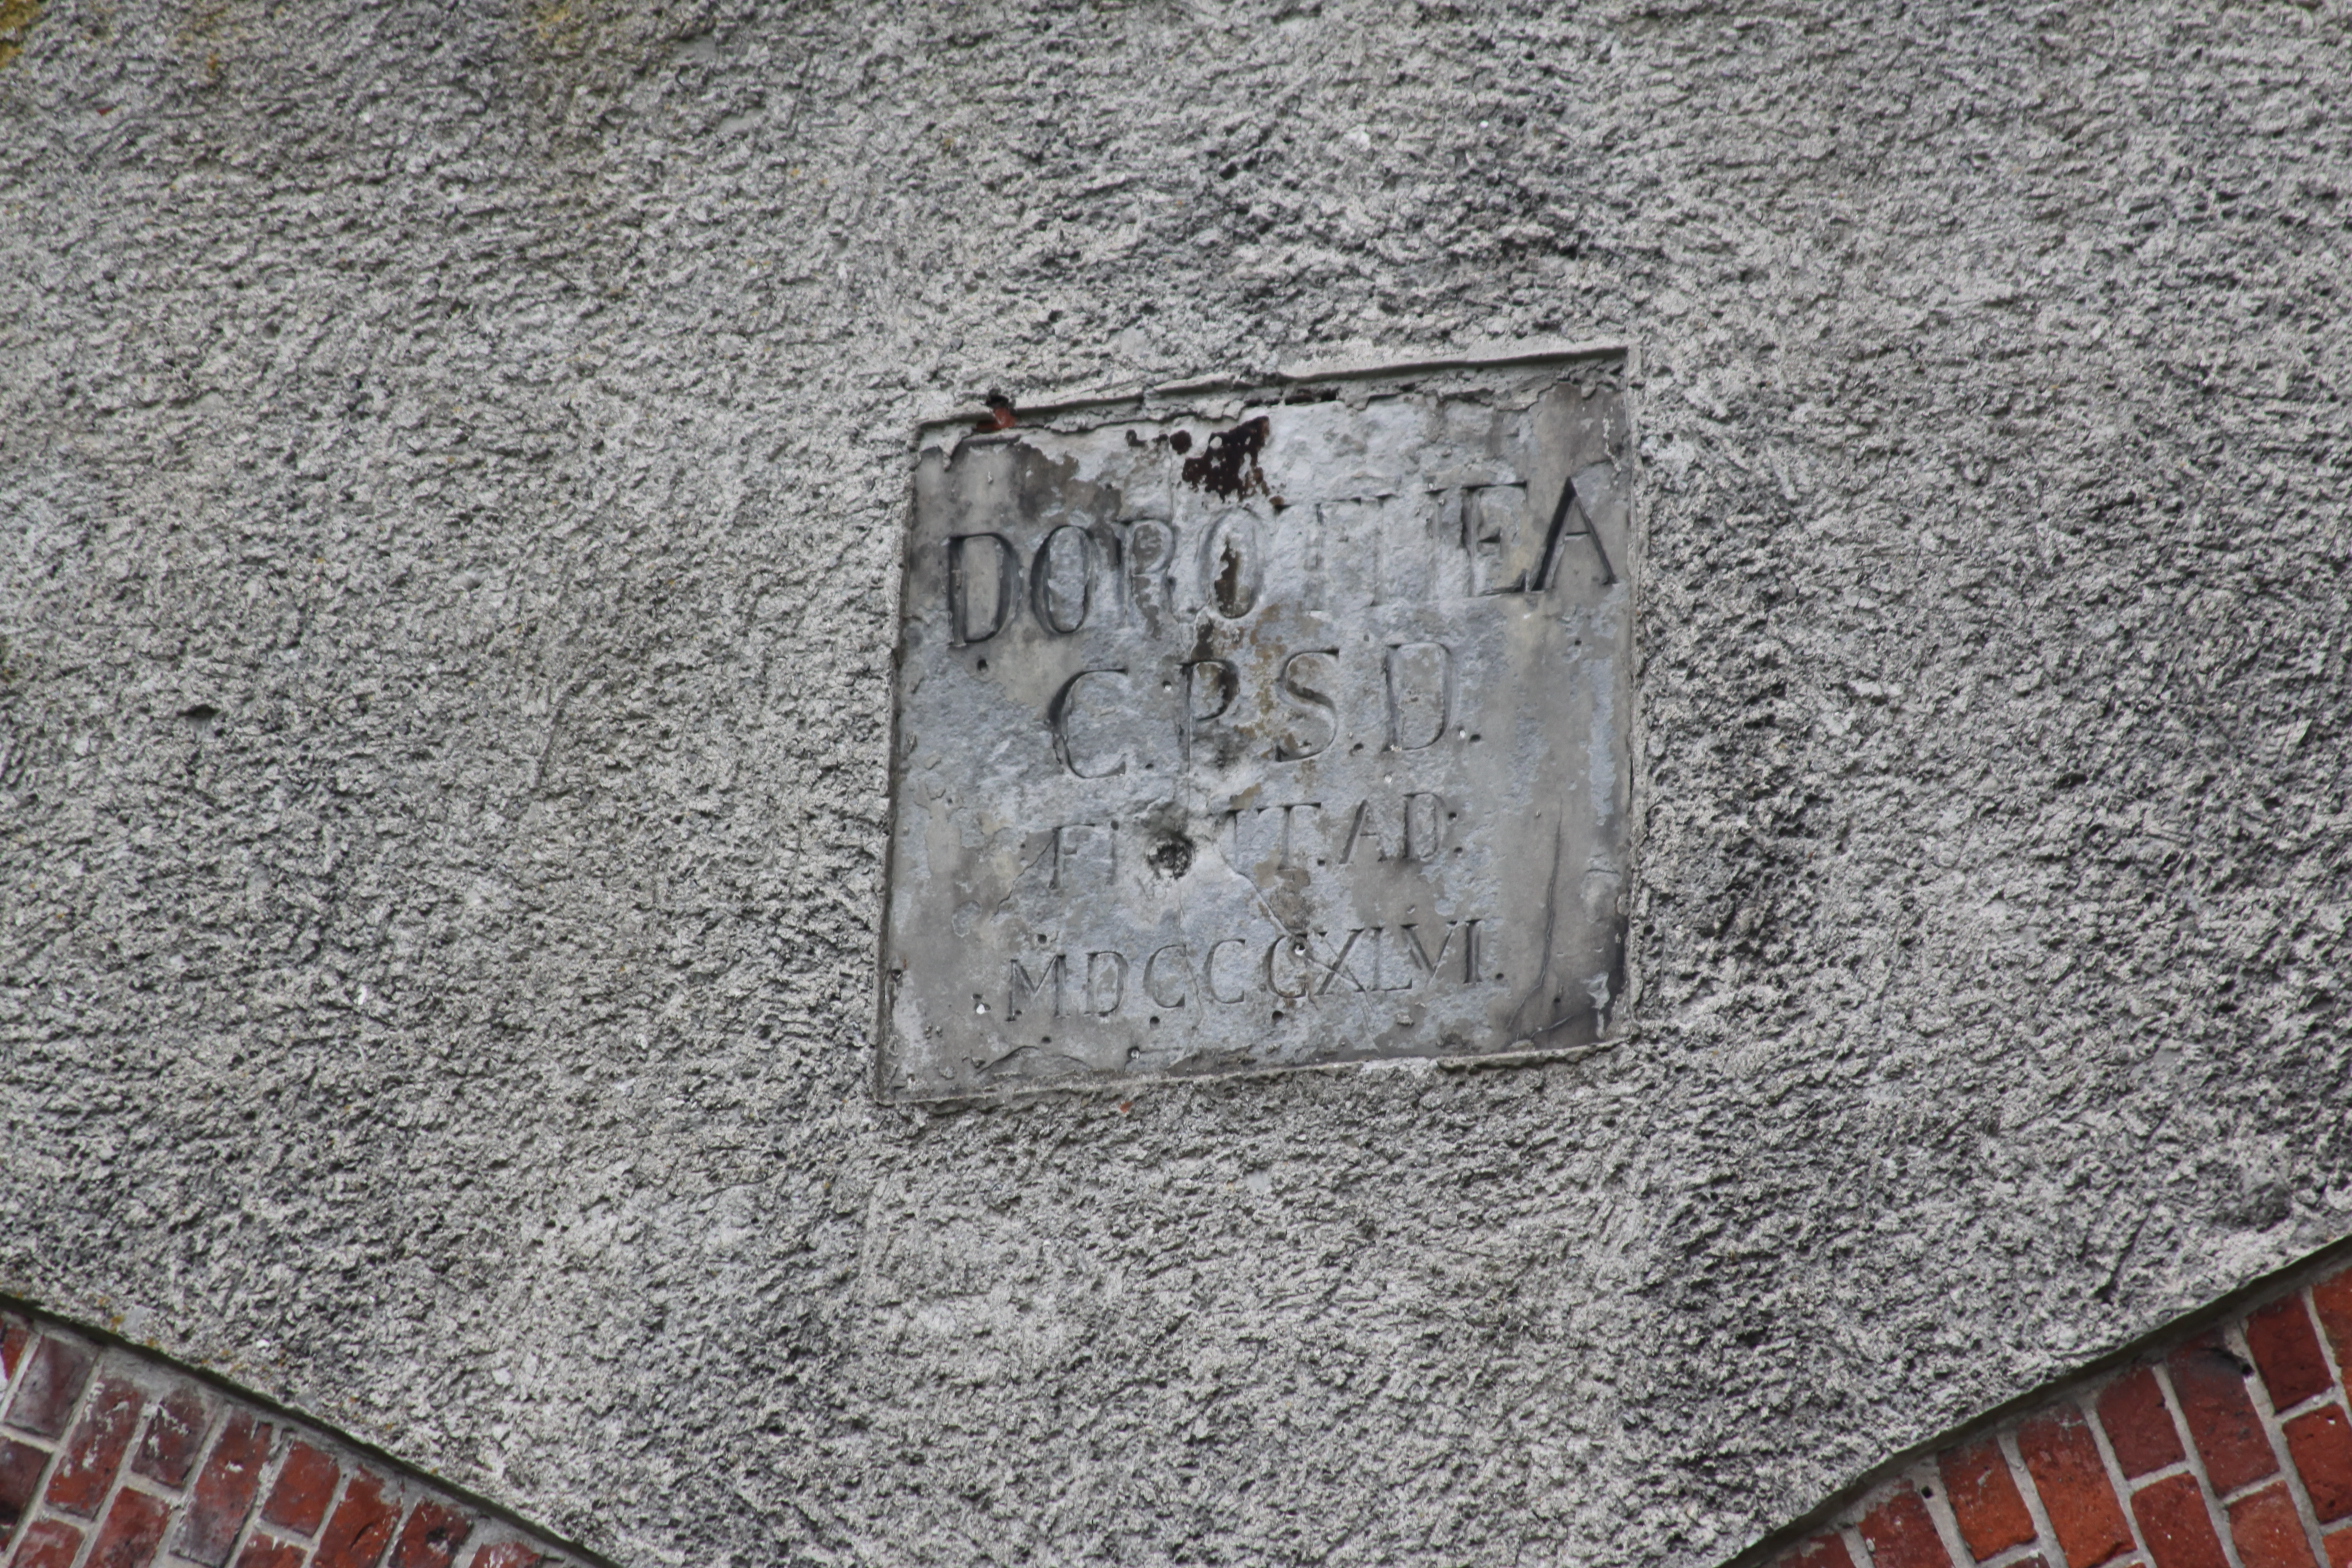 DOROTHEA
C.P.S.D.
A.D.
MDCCCXLVI.